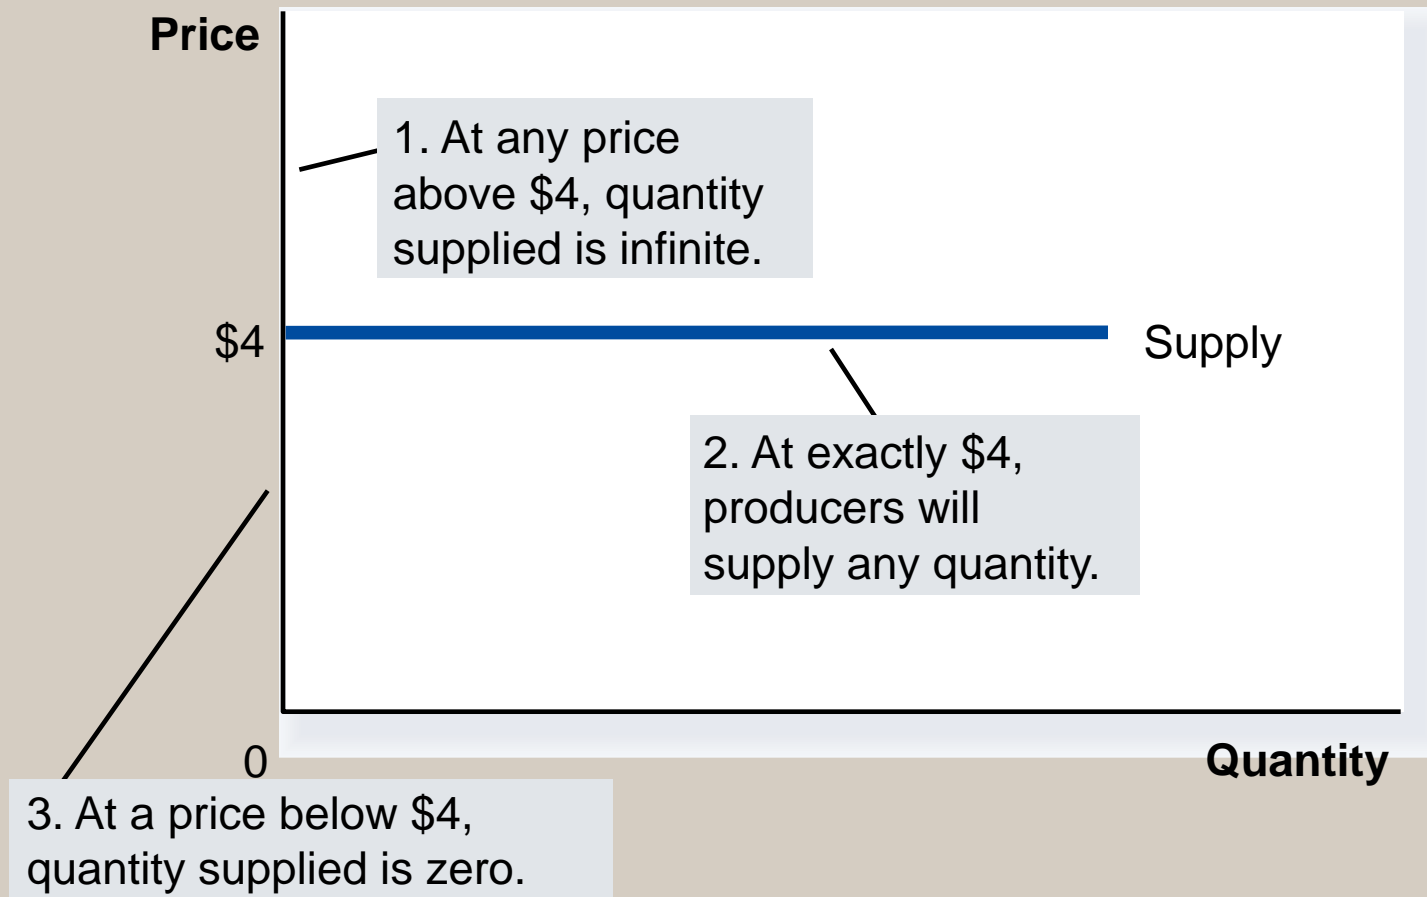 Price
1. At any price
above $4, quantity
supplied is infinite.
$4
Supply
2. At exactly $4,
producers will
supply any quantity.
0
Quantity
3. At a price below $4,
quantity supplied is zero.